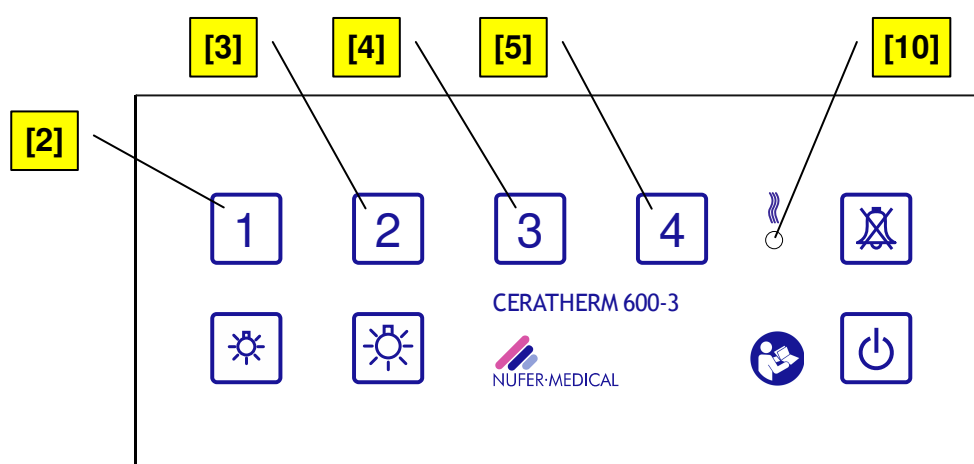 [3] [4] [5] [10]
[2]
1 2 3 4
CERATHERM 600-3
NUFER·MEDICAL